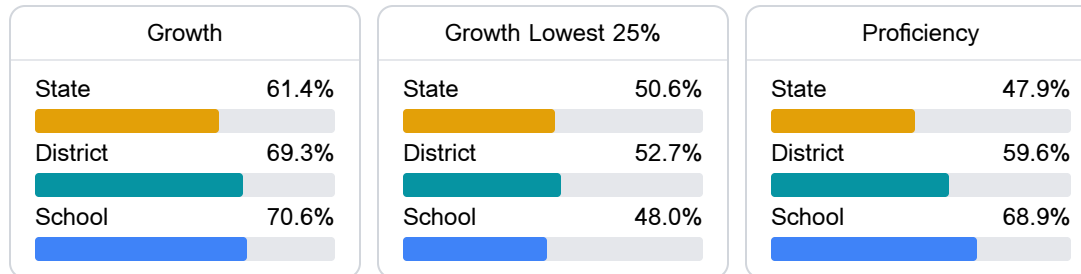 Growth
State 61.4%
District 69.3%
School 70.6%
Growth Lowest 25%
State 50.6%
District 52.7%
School 48.0%
Proficiency
State 47.9%
District 59.6%
School 68.9%